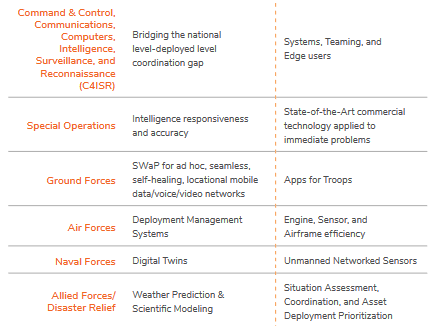 Command & Control,
Communications,
Computers,
Intelligence,
Surveillance, and
Reconnaissance
(C4ISR)
Bridging the national
level-deployed level
coordination gap
Systems, Teaming, and
Edge users
Special Operations
Intelligence responsiveness
and accuracy
State-of-the-Art commercial
technology applied to
immediate problems
Ground Forces
SWaP for ad hoc, seamless,
self-healing, locational mobile
data/voice/video networks
Apps for Troops
Air Forces
Deployment Management
Systems
Engine, Sensor, and
Airframe efficiency
Naval Forces
Digital Twins
Unmanned Networked Sensors
Allied Forces/
Disaster Relief
Weather Prediction &
Scientific Modeling
Situation Assessment,
Coordination, and Asset
Deployment Prioritization